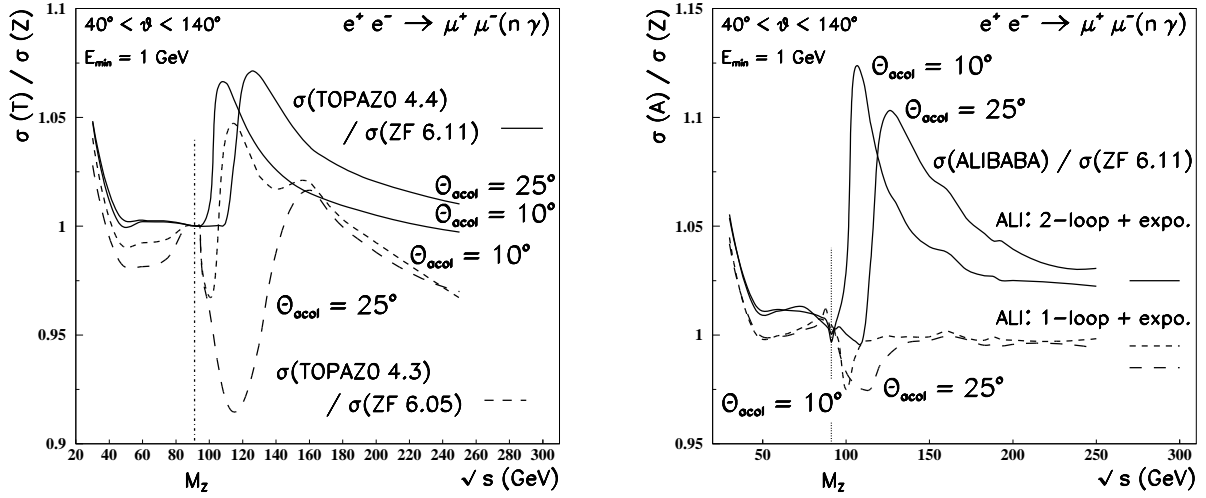 σ (T) / σ (Z)
1.1
1.05
1
0.95
0.9
40° < ϑ < 140°
e⁺ e⁻ → μ⁺ μ⁻(n γ)
E_min = 1 GeV
σ(TOPAZ0 4.4)
/ σ(ZF 6.11)
Θ_acol = 25°
Θ_acol = 10°
Θ_acol = 10°
Θ_acol = 25°
σ(TOPAZ0 4.3)
/ σ(ZF 6.05)
20 40 60 80 100 120 140 160 180 200 220 240 260 280 300
M_Z
√ s (GeV)
σ (A) / σ (Z)
1.15
1.1
1.05
1
0.95
40° < ϑ < 140°
e⁺ e⁻ → μ⁺ μ⁻(n γ)
E_min = 1 GeV
Θ_acol = 10°
Θ_acol = 25°
σ(ALIBABA) / σ(ZF 6.11)
ALI: 2-loop + expo.
ALI: 1-loop + expo.
Θ_acol = 10°
Θ_acol = 25°
50 100 150 200 250 300
M_Z
√ s (GeV)